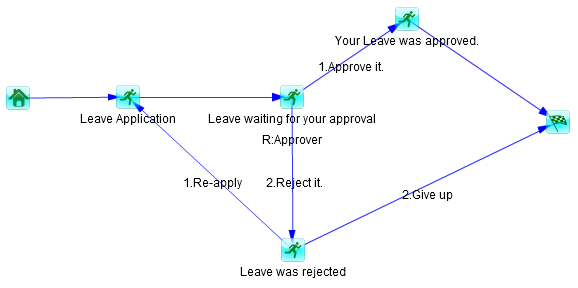 Your Leave was approved.
1.Approve it.
Leave Application
Leave waiting for your approval
R:Approver
1.Re-apply
2.Reject it.
2.Give up
Leave was rejected